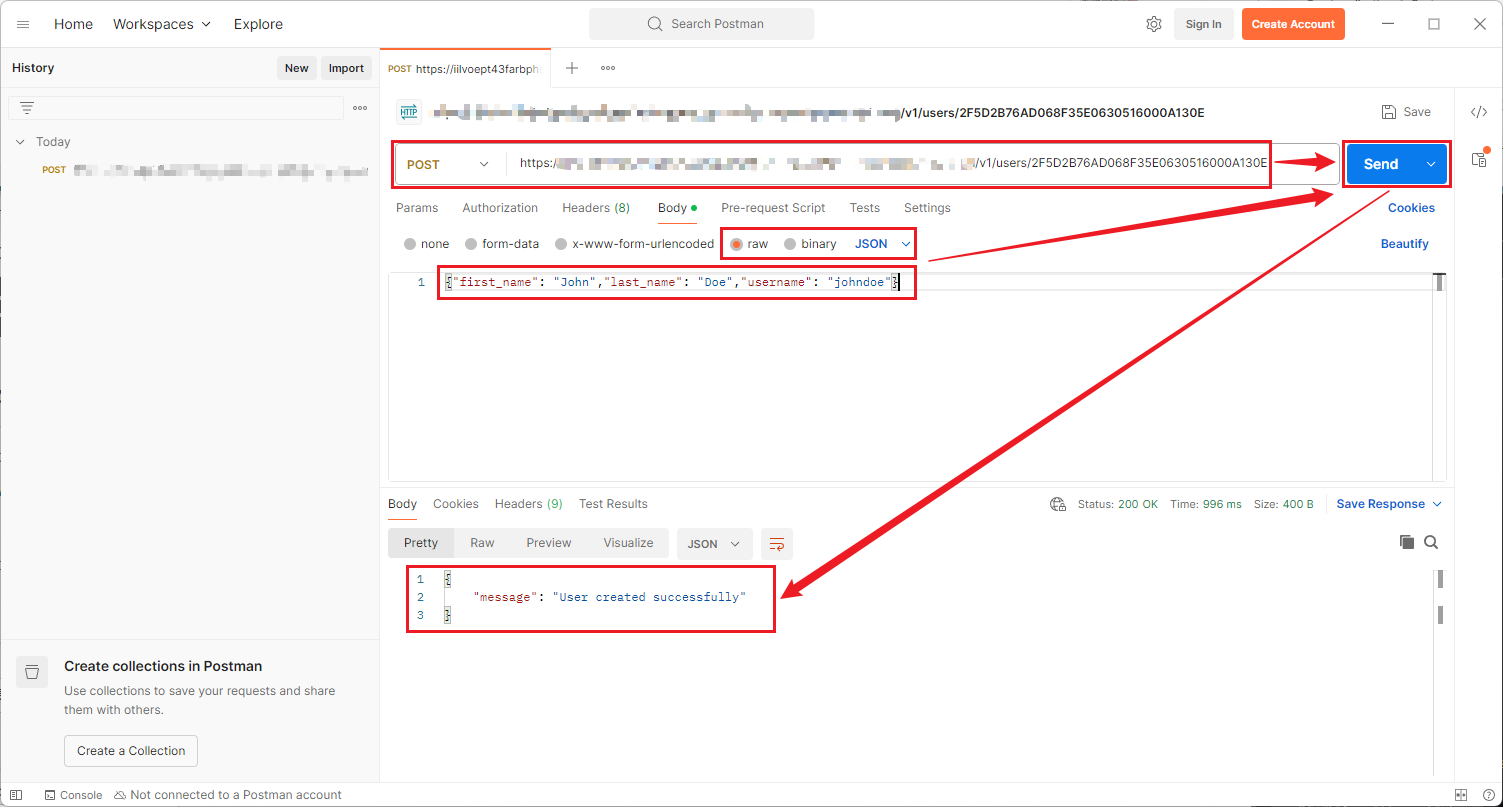 Home Workspaces Explore Search Postman Sign In Create Account
History New Import POST https://iilvoept43farbph
HTTP /v1/users/2F5D2B76AD068F35E0630516000A130E Save
Today
POST
POST https:/ /v1/users/2F5D2B76AD068F35E0630516000A130E Send
Params Authorization Headers (8) Body Pre-request Script Tests Settings Cookies
none form-data x-www-form-urlencoded raw binary JSON Beautify
1 {"first_name": "John","last_name": "Doe","username": "johndoe"}
Body Cookies Headers (9) Test Results Status: 200 OK Time: 996 ms Size: 400 B Save Response
Pretty Raw Preview Visualize JSON
1 {
2 "message": "User created successfully"
3 }
Create collections in Postman
Use collections to save your requests and share
them with others.
Create a Collection
Console Not connected to a Postman account